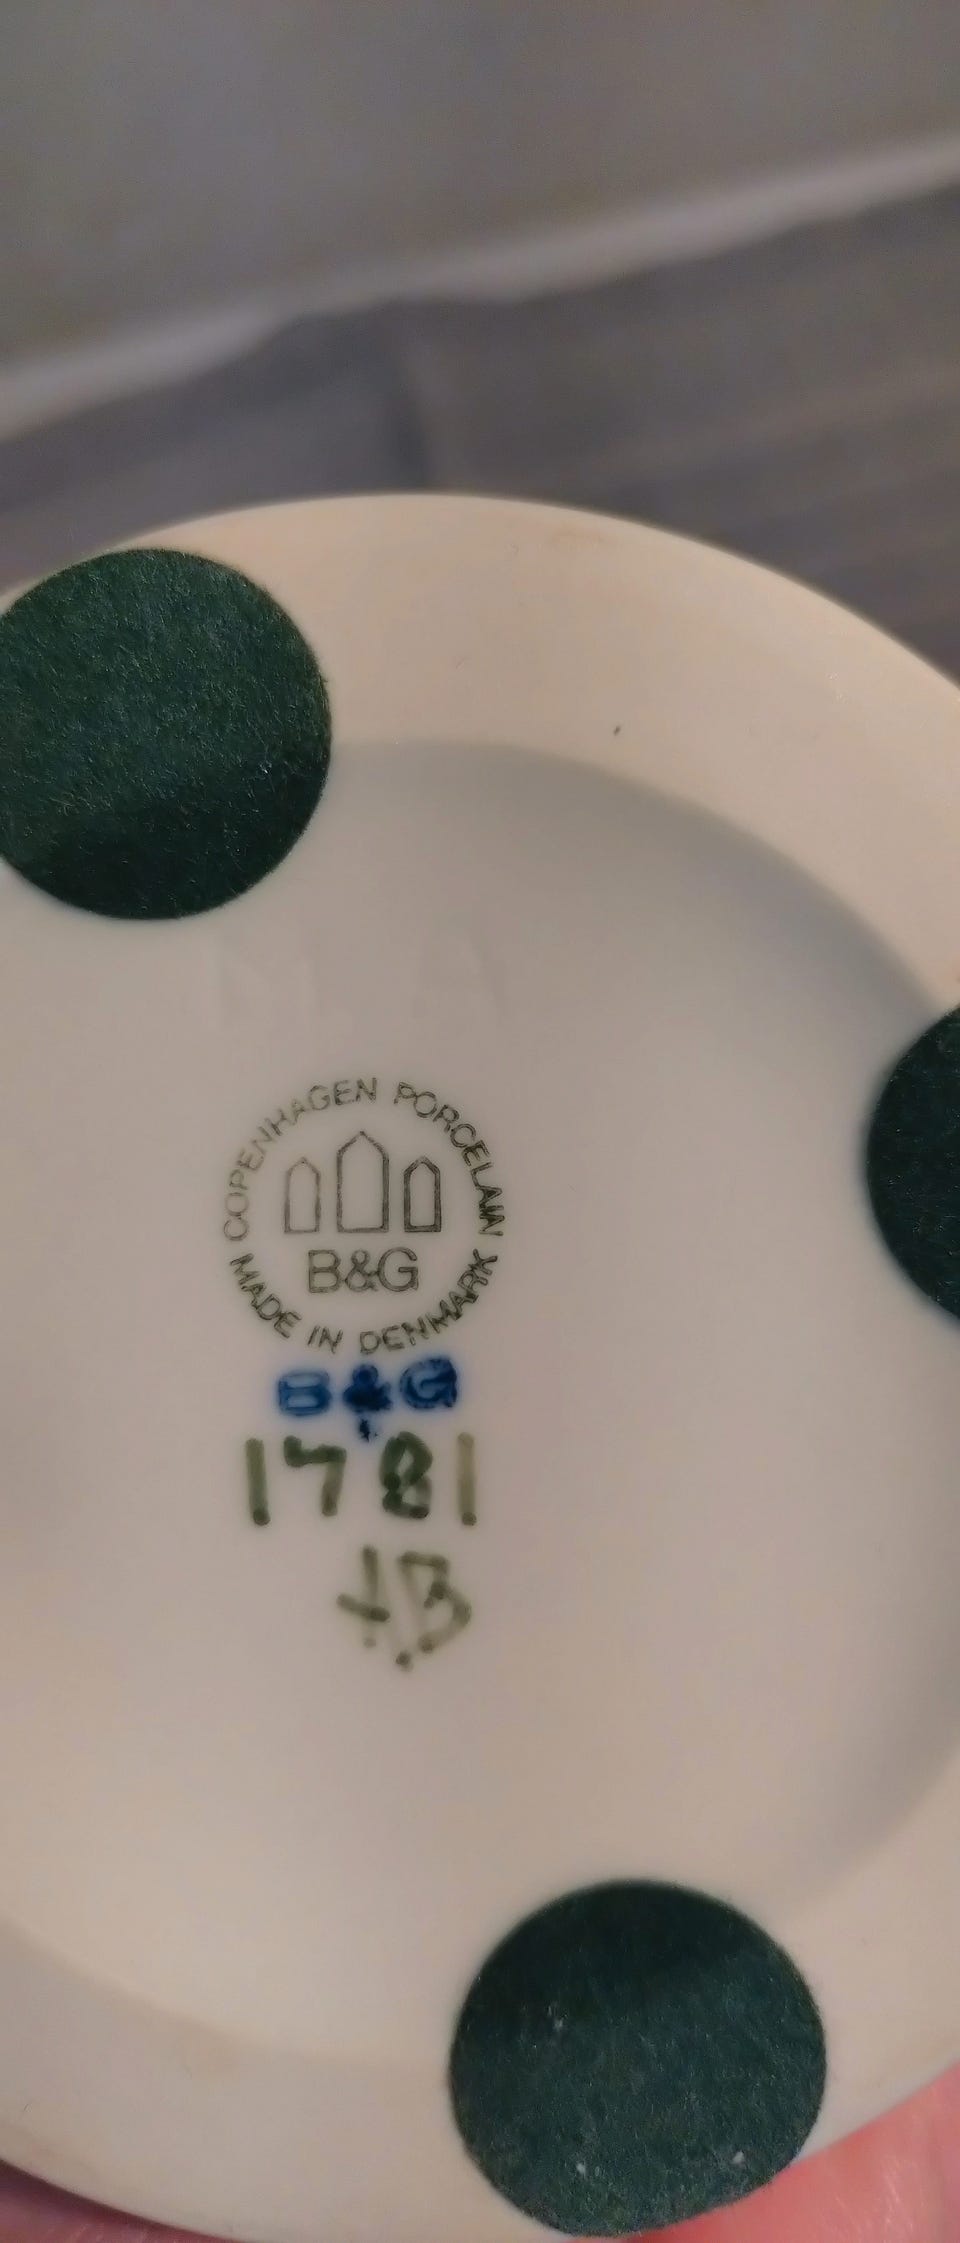 COPENHAGEN PORCELAIN
B&G
MADE IN DENMARK
B&G
1781